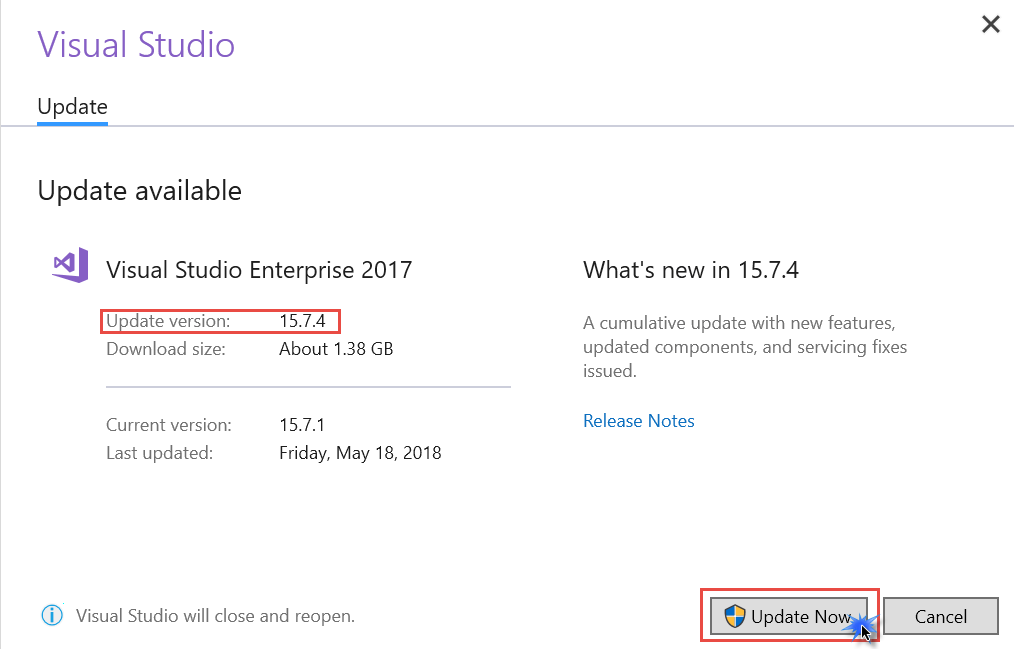 Visual Studio
Update
Update available
Visual Studio Enterprise 2017
Update version: 15.7.4
Download size: About 1.38 GB
Current version: 15.7.1
Last updated: Friday, May 18, 2018
What's new in 15.7.4
A cumulative update with new features,
updated components, and servicing fixes
issued.
Release Notes
Visual Studio will close and reopen.
Update Now
Cancel